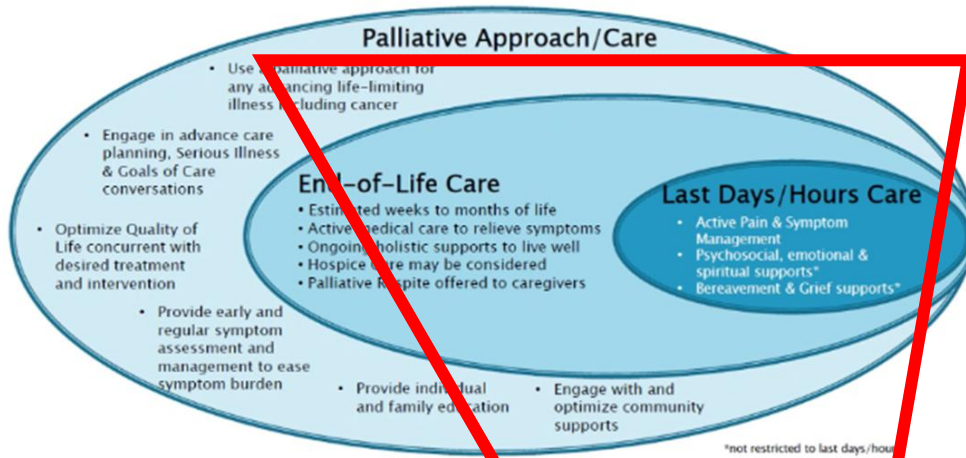 Palliative Approach/Care
• Use a palliative approach for
any advancing life-limiting
illness including cancer
• Engage in advance care
planning, Serious Illness
& Goals of Care
conversations
• Optimize Quality of
Life concurrent with
desired treatment
and intervention
• Provide early and
regular symptom
assessment and
management to ease
symptom burden
• Provide individual
and family education
• Engage with and
optimize community
supports
End-of-Life Care
• Estimated weeks to months of life
• Active medical care to relieve symptoms
• Ongoing holistic supports to live well
• Hospice Care may be considered
• Palliative Respite offered to caregivers
Last Days/Hours Care
• Active Pain & Symptom
Management
• Psychosocial, emotional &
spiritual supports*
• Bereavement & Grief supports*
*not restricted to last days/hours